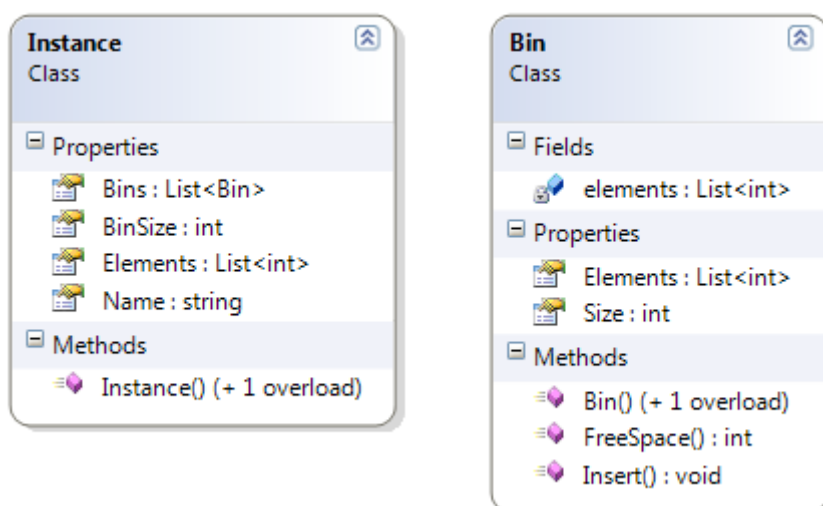 Instance
Class
Properties
Bins : List<Bin>
BinSize : int
Elements : List<int>
Name : string
Methods
Instance() (+ 1 overload)
Bin
Class
Fields
elements : List<int>
Properties
Elements : List<int>
Size : int
Methods
Bin() (+ 1 overload)
FreeSpace() : int
Insert() : void